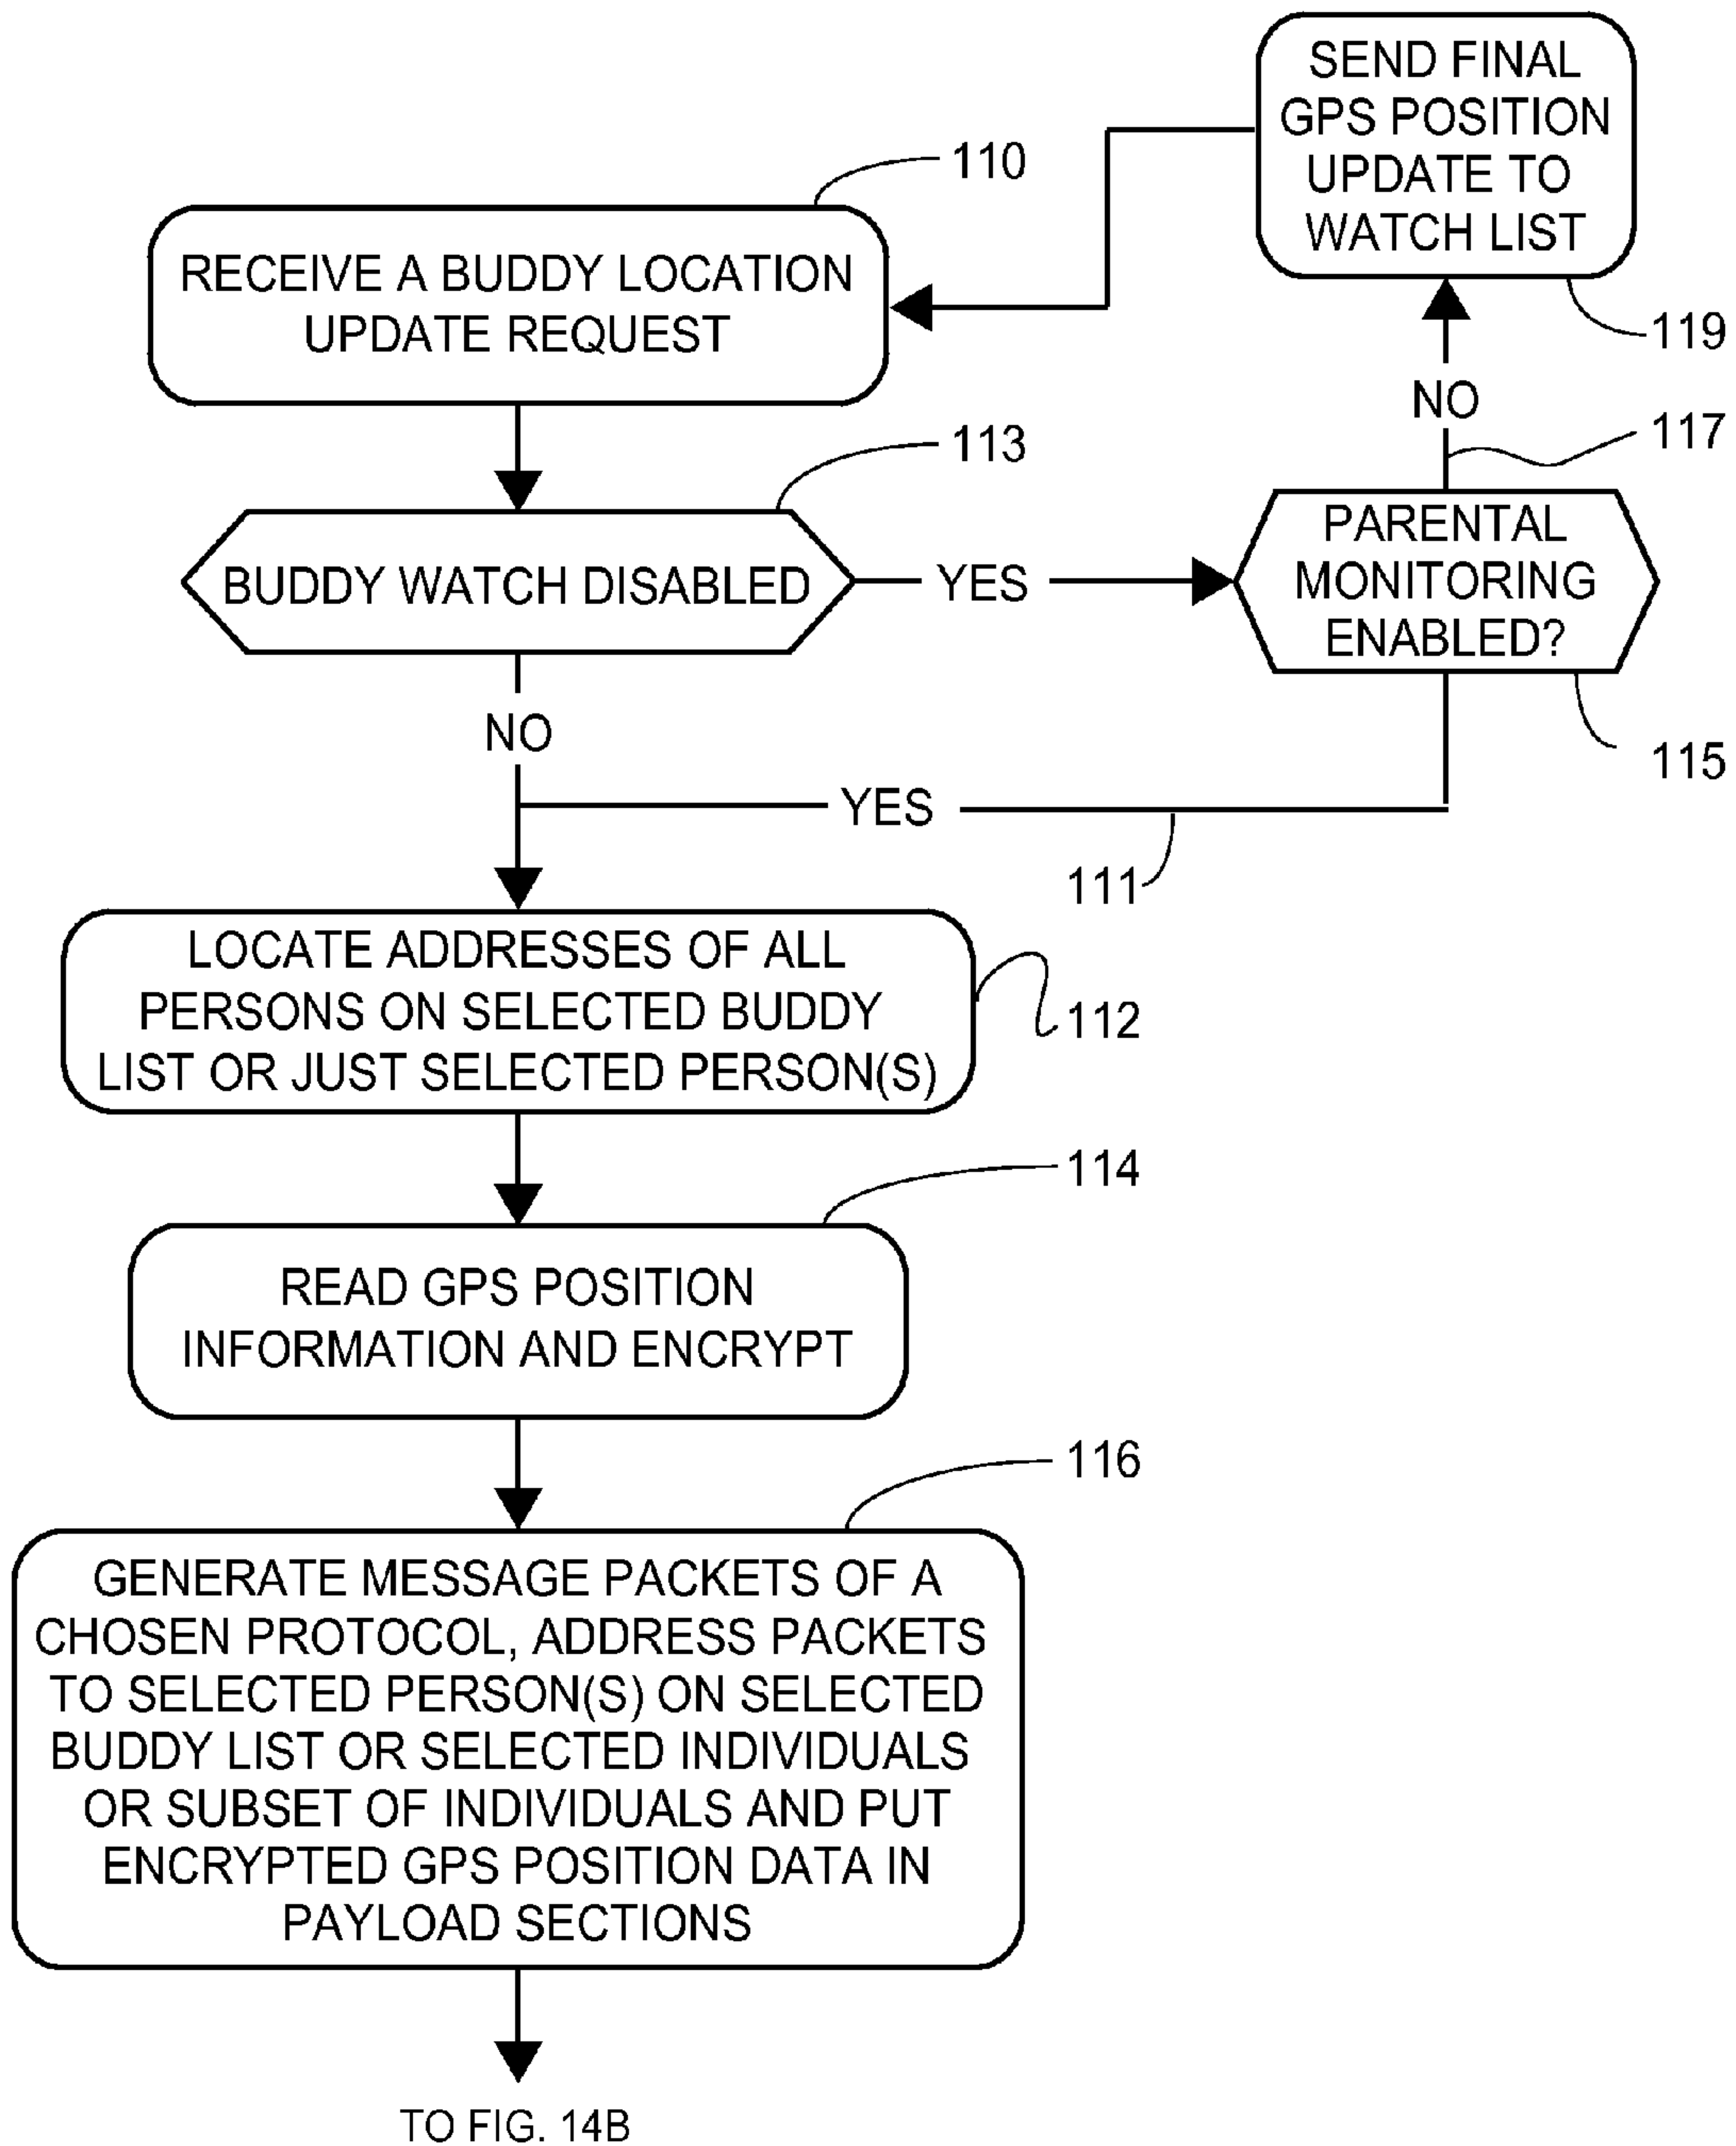 SEND FINAL
GPS POSITION
UPDATE TO
WATCH LIST
119
110
RECEIVE A BUDDY LOCATION
UPDATE REQUEST
NO
117
113
BUDDY WATCH DISABLED
YES
PARENTAL
MONITORING
ENABLED?
115
NO
YES
111
LOCATE ADDRESSES OF ALL
PERSONS ON SELECTED BUDDY
LIST OR JUST SELECTED PERSON(S)
112
114
READ GPS POSITION
INFORMATION AND ENCRYPT
116
GENERATE MESSAGE PACKETS OF A
CHOSEN PROTOCOL, ADDRESS PACKETS
TO SELECTED PERSON(S) ON SELECTED
BUDDY LIST OR SELECTED INDIVIDUALS
OR SUBSET OF INDIVIDUALS AND PUT
ENCRYPTED GPS POSITION DATA IN
PAYLOAD SECTIONS
TO FIG. 14B